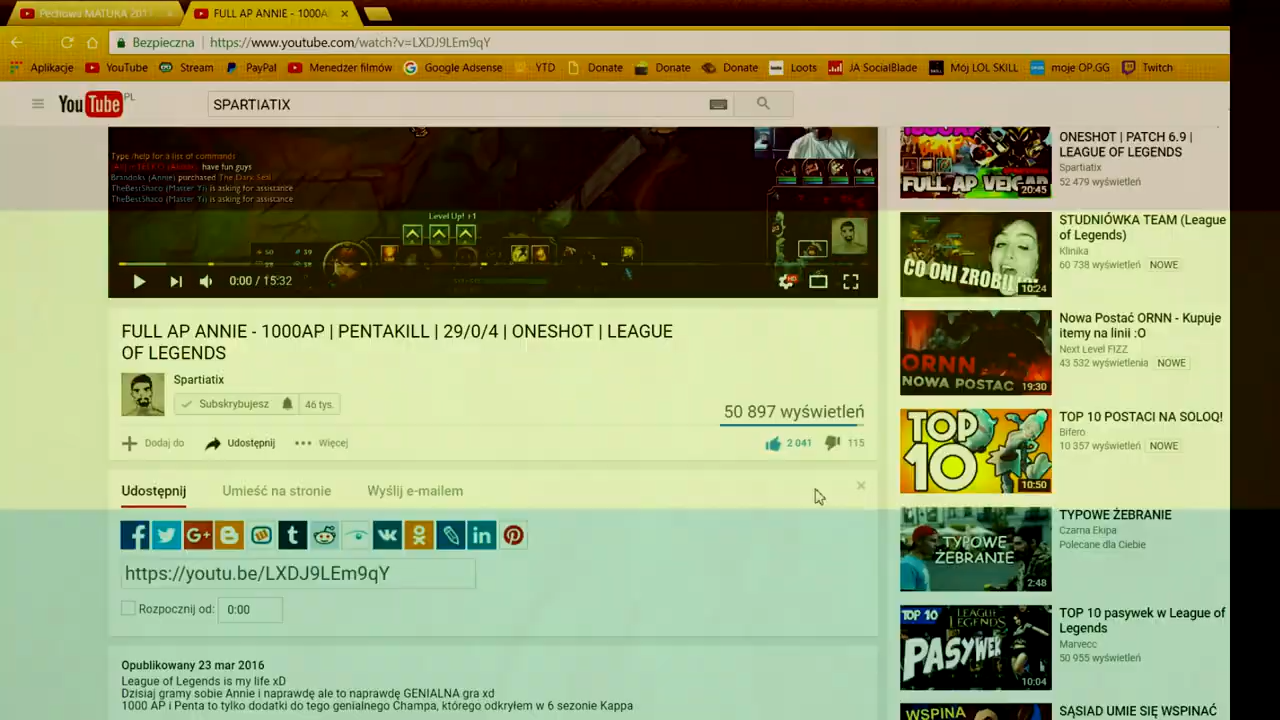 Pechowa MATURA 201
FULL AP ANNIE - 1000A
Bezpieczna
https://www.youtube.com/watch?v=LXDJ9LEm9qY
Aplikacje YouTube Stream PayPal Menedżer filmów Google Adsense YTD Donate Donate Donate Loots JA SocialBlade Mój LOL SKILL moje OP.GG Twitch
YouTube PL
SPARTIATIX
Type /help for a list of commands
have fun guys
Brandoks (Annie) purchased The Dark Seal
TheBestShaco (Master Yi) is asking for assistance
TheBestShaco (Master Yi) is asking for assistance
Level Up! +1
0:00 / 15:32
HD
FULL AP ANNIE - 1000AP | PENTAKILL | 29/0/4 | ONESHOT | LEAGUE
OF LEGENDS
Spartiatix
Subskrybujesz 46 tys.
50 897 wyświetleń
Dodaj do Udostępnij Więcej
2 041 115
Udostępnij Umieść na stronie Wyślij e-mailem
https://youtu.be/LXDJ9LEm9qY
Rozpocznij od: 0:00
Opublikowany 23 mar 2016
League of Legends is my life xD
Dzisiaj gramy sobie Annie i naprawdę ale to naprawdę GENIALNA gra xd
1000 AP i Penta to tylko dodatki do tego genialnego Champa, którego odkryłem w 6 sezonie Kappa
FULL AP VEIGAR
20:45
ONESHOT | PATCH 6.9 |
LEAGUE OF LEGENDS
Spartiatix
52 479 wyświetleń
CO ONI ZROBILI
10:24
STUDNIÓWKA TEAM (League
of Legends)
Klinika
60 738 wyświetleń NOWE
ORNN
NOWA POSTAC
19:30
Nowa Postać ORNN - Kupuje
itemy na linii :O
Next Level FIZZ
43 532 wyświetlenia NOWE
TOP
10
10:50
TOP 10 POSTACI NA SOLOQ!
Bifero
10 357 wyświetleń NOWE
TYPOWE
ŻEBRANIE
2:48
TYPOWE ŻEBRANIE
Czarna Ekipa
Polecane dla Ciebie
TOP 10 LEAGUE OF LEGENDS
PASYWEK
10:04
TOP 10 pasywek w League of
Legends
Marvecc
50 955 wyświetleń
WSPINA
SĄSIAD UMIE SIĘ WSPINAĆ